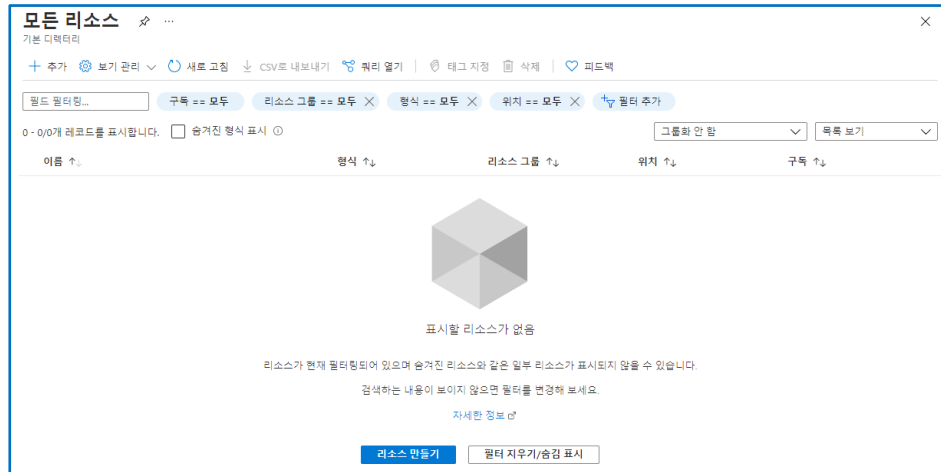 모든 리소스
기본 디렉터리
추가 보기 관리 새로 고침 CSV로 내보내기 쿼리 열기 태그 지정 삭제 피드백
필드 필터링... 구독 == 모두 리소스 그룹 == 모두 형식 == 모두 위치 == 모두 필터 추가
0 - 0/0개 레코드를 표시합니다. 숨겨진 형식 표시 그룹화 안 함 목록 보기
이름 형식 리소스 그룹 위치 구독
표시할 리소스가 없음
리소스가 현재 필터링되어 있으며 숨겨진 리소스와 같은 일부 리소스가 표시되지 않을 수 있습니다.
검색하는 내용이 보이지 않으면 필터를 변경해 보세요.
자세한 정보
리소스 만들기 필터 지우기/숨김 표시